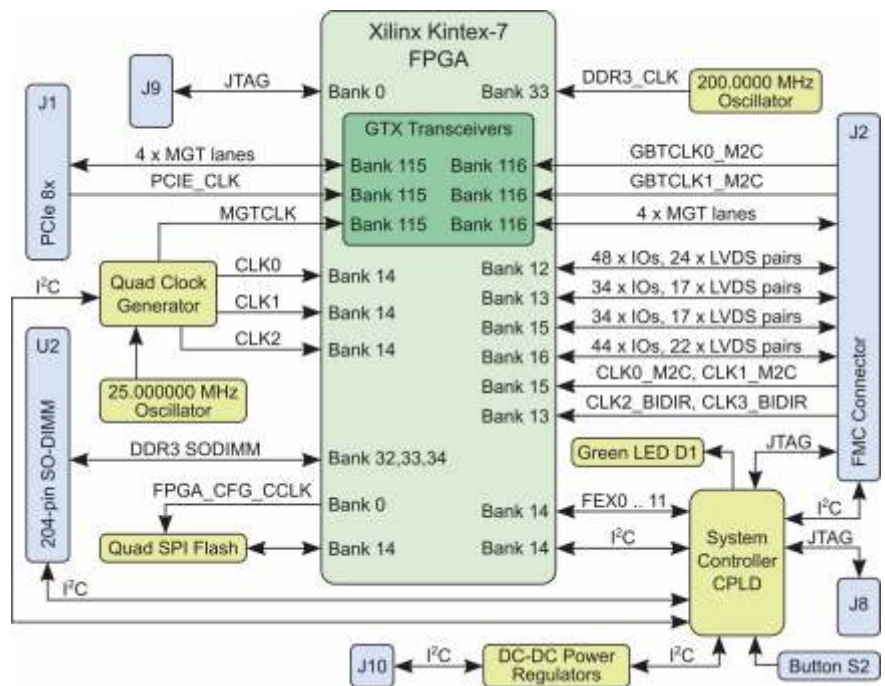 Xilinx Kintex-7
FPGA
J9
JTAG
Bank 0
Bank 33
DDR3_CLK
200.0000 MHz
Oscillator
J1
PCIe 8x
J2
FMC Connector
GTX Transceivers
4 x MGT lanes
Bank 115
Bank 116
GBTCLK0_M2C
PCIE_CLK
Bank 115
Bank 116
GBTCLK1_M2C
MGTCLK
Bank 115
Bank 116
4 x MGT lanes
I²C
Quad Clock
Generator
CLK0
Bank 14
CLK1
Bank 14
CLK2
Bank 14
Bank 12
48 x IOs, 24 x LVDS pairs
Bank 13
34 x IOs, 17 x LVDS pairs
Bank 15
34 x IOs, 17 x LVDS pairs
Bank 16
44 x IOs, 22 x LVDS pairs
Bank 15
CLK0_M2C, CLK1_M2C
Bank 13
CLK2_BIDIR, CLK3_BIDIR
U2
204-pin SO-DIMM
25.000000 MHz
Oscillator
DDR3 SODIMM
Bank 32,33,34
Green LED D1
JTAG
FPGA_CFG_CCLK
Bank 0
Quad SPI Flash
Bank 14
Bank 14
FEX0 .. 11
Bank 14
I²C
System
Controller
CPLD
I²C
JTAG
J8
I²C
J10
I²C
DC-DC Power
Regulators
I²C
Button S2